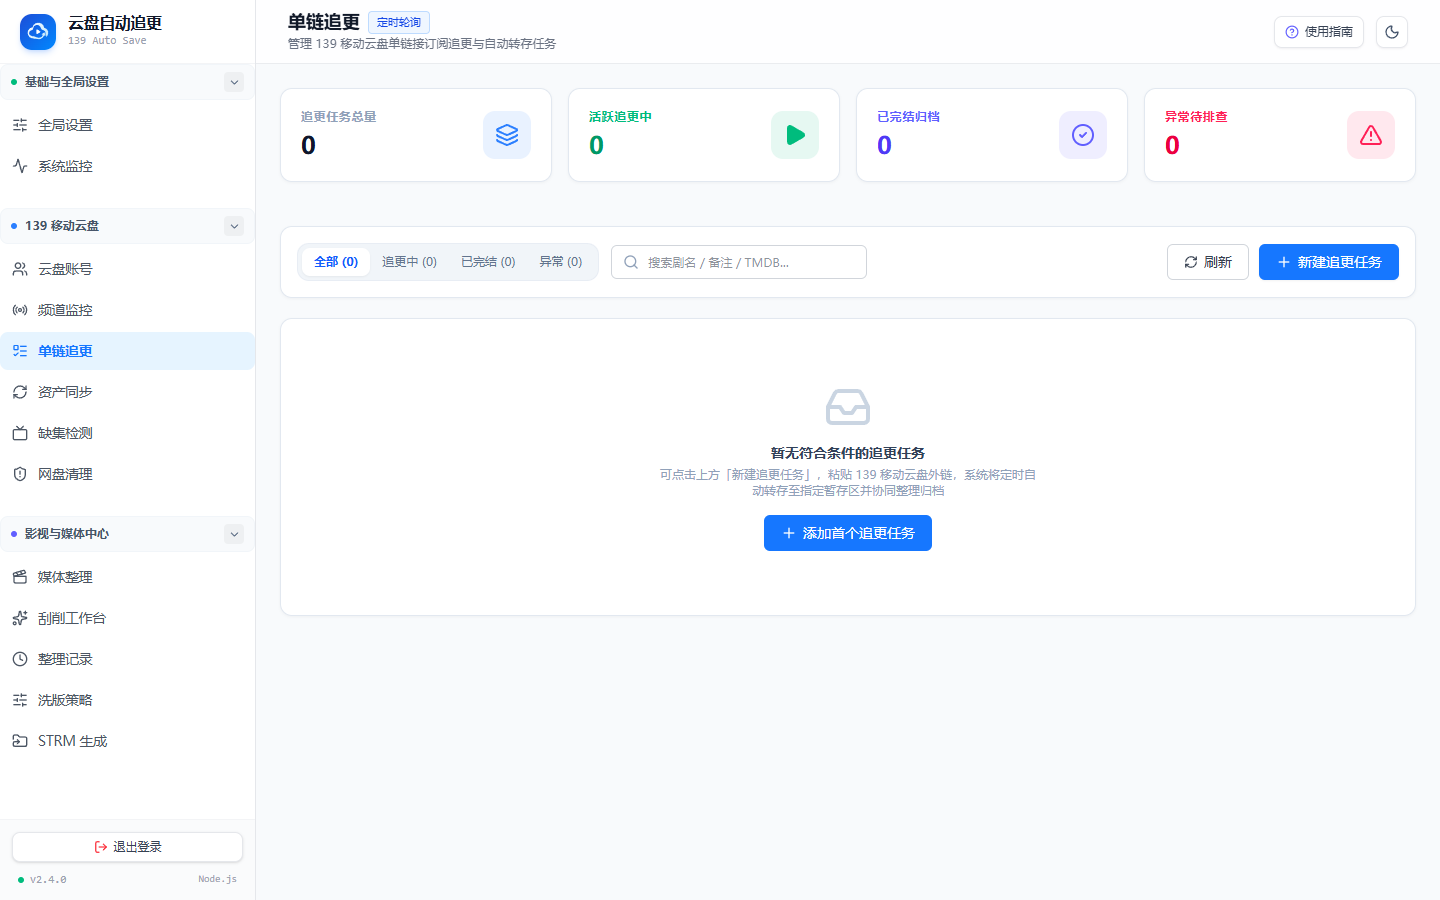 云盘自动追更
139 Auto Save
基础与全局设置
全局设置
系统监控
139 移动云盘
云盘账号
频道监控
单链追更
资产同步
缺集检测
网盘清理
影视与媒体中心
媒体整理
刮削工作台
整理记录
洗版策略
STRM 生成
退出登录
v2.4.0
Node.js
单链追更
定时轮询
管理 139 移动云盘单链接订阅追更与自动转存任务
使用指南
追更任务总量
0
活跃追更中
0
已完结归档
0
异常待排查
0
全部 (0)
追更中 (0)
已完结 (0)
异常 (0)
搜索剧名 / 备注 / TMDB...
刷新
新建追更任务
暂无符合条件的追更任务
可点击上方「新建追更任务」，粘贴 139 移动云盘外链，系统将定时自
动转存至指定暂存区并协同整理归档
添加首个追更任务